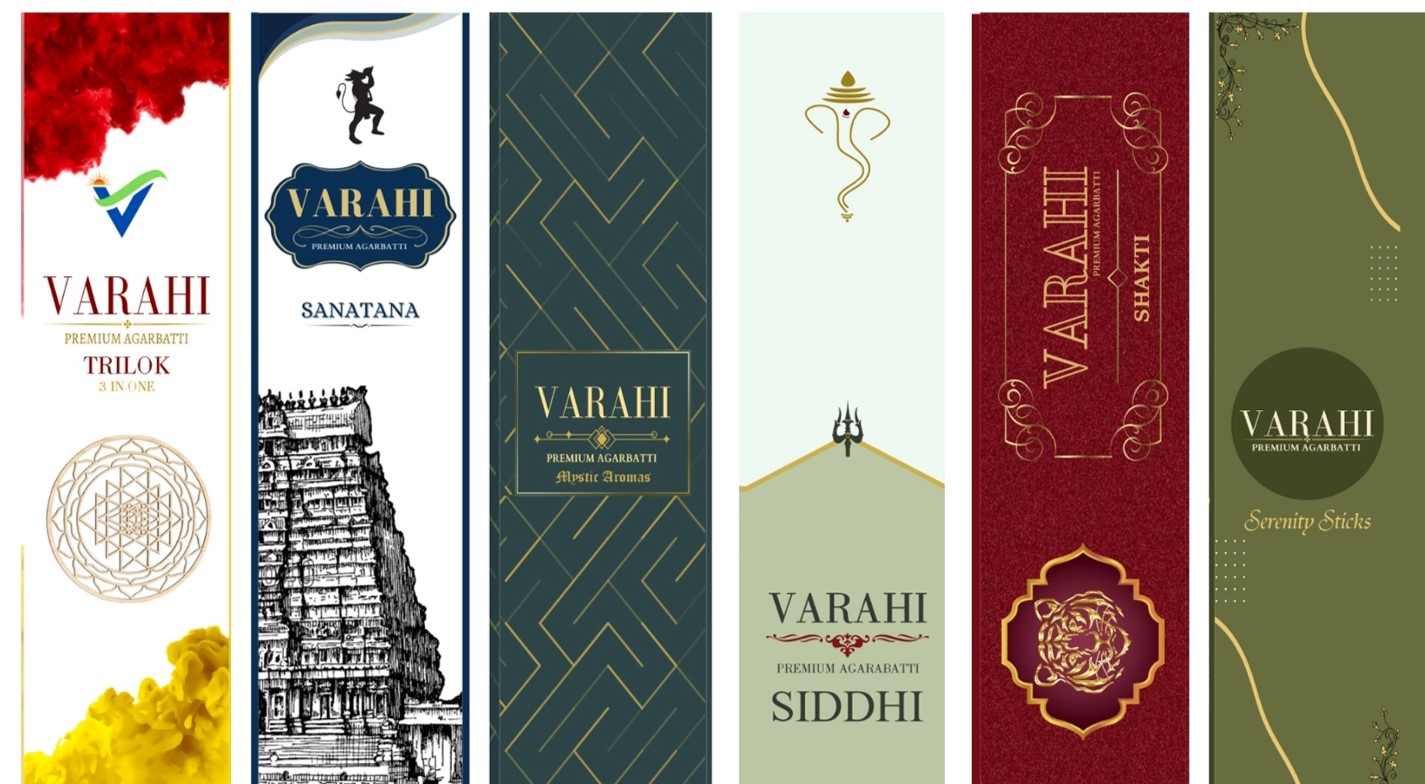 VARAHI
PREMIUM AGARBATTI
TRILOK
3 IN ONE
VARAHI
PREMIUM AGARBATTI
SANATANA
VARAHI
PREMIUM AGARBATTI
Mystic Aromas
VARAHI
PREMIUM AGARABATTI
SIDDHI
VARAHI
PREMIUM AGARBATTI
SHAKTI
VARAHI
PREMIUM AGARBATTI
Serenity Sticks